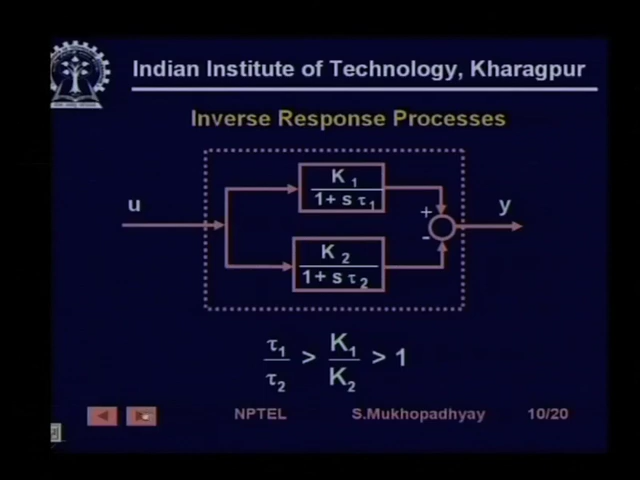 Indian Institute of Technology, Kharagpur
Inverse Response Processes
u
K₁
1+ s τ₁
+
-
y
K₂
1+ s τ₂
τ₁/τ₂ > K₁/K₂ > 1
NPTEL S.Mukhopadhyay 10/20